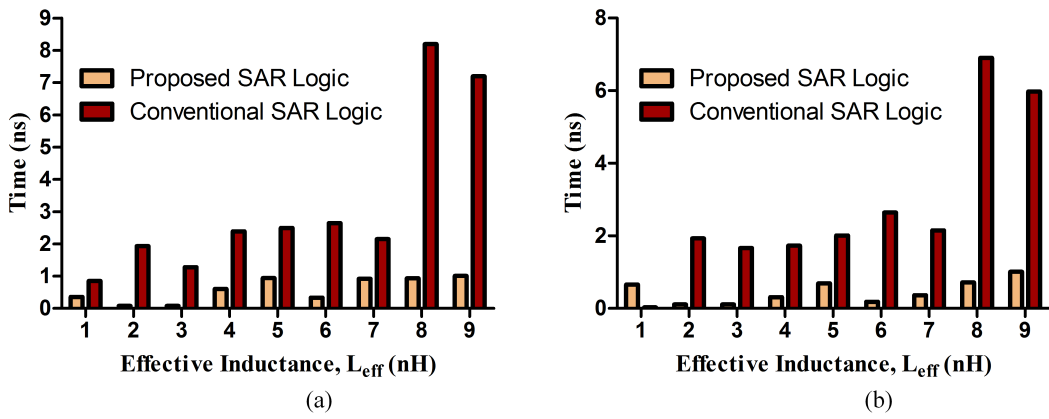 9
8
7
6
5
4
3
2
1
0
Time (ns)
Proposed SAR Logic
Conventional SAR Logic
1 2 3 4 5 6 7 8 9
Effective Inductance, Leff (nH)
(a)
8
6
4
2
0
Time (ns)
Proposed SAR Logic
Conventional SAR Logic
1 2 3 4 5 6 7 8 9
Effective Inductance, Leff (nH)
(b)